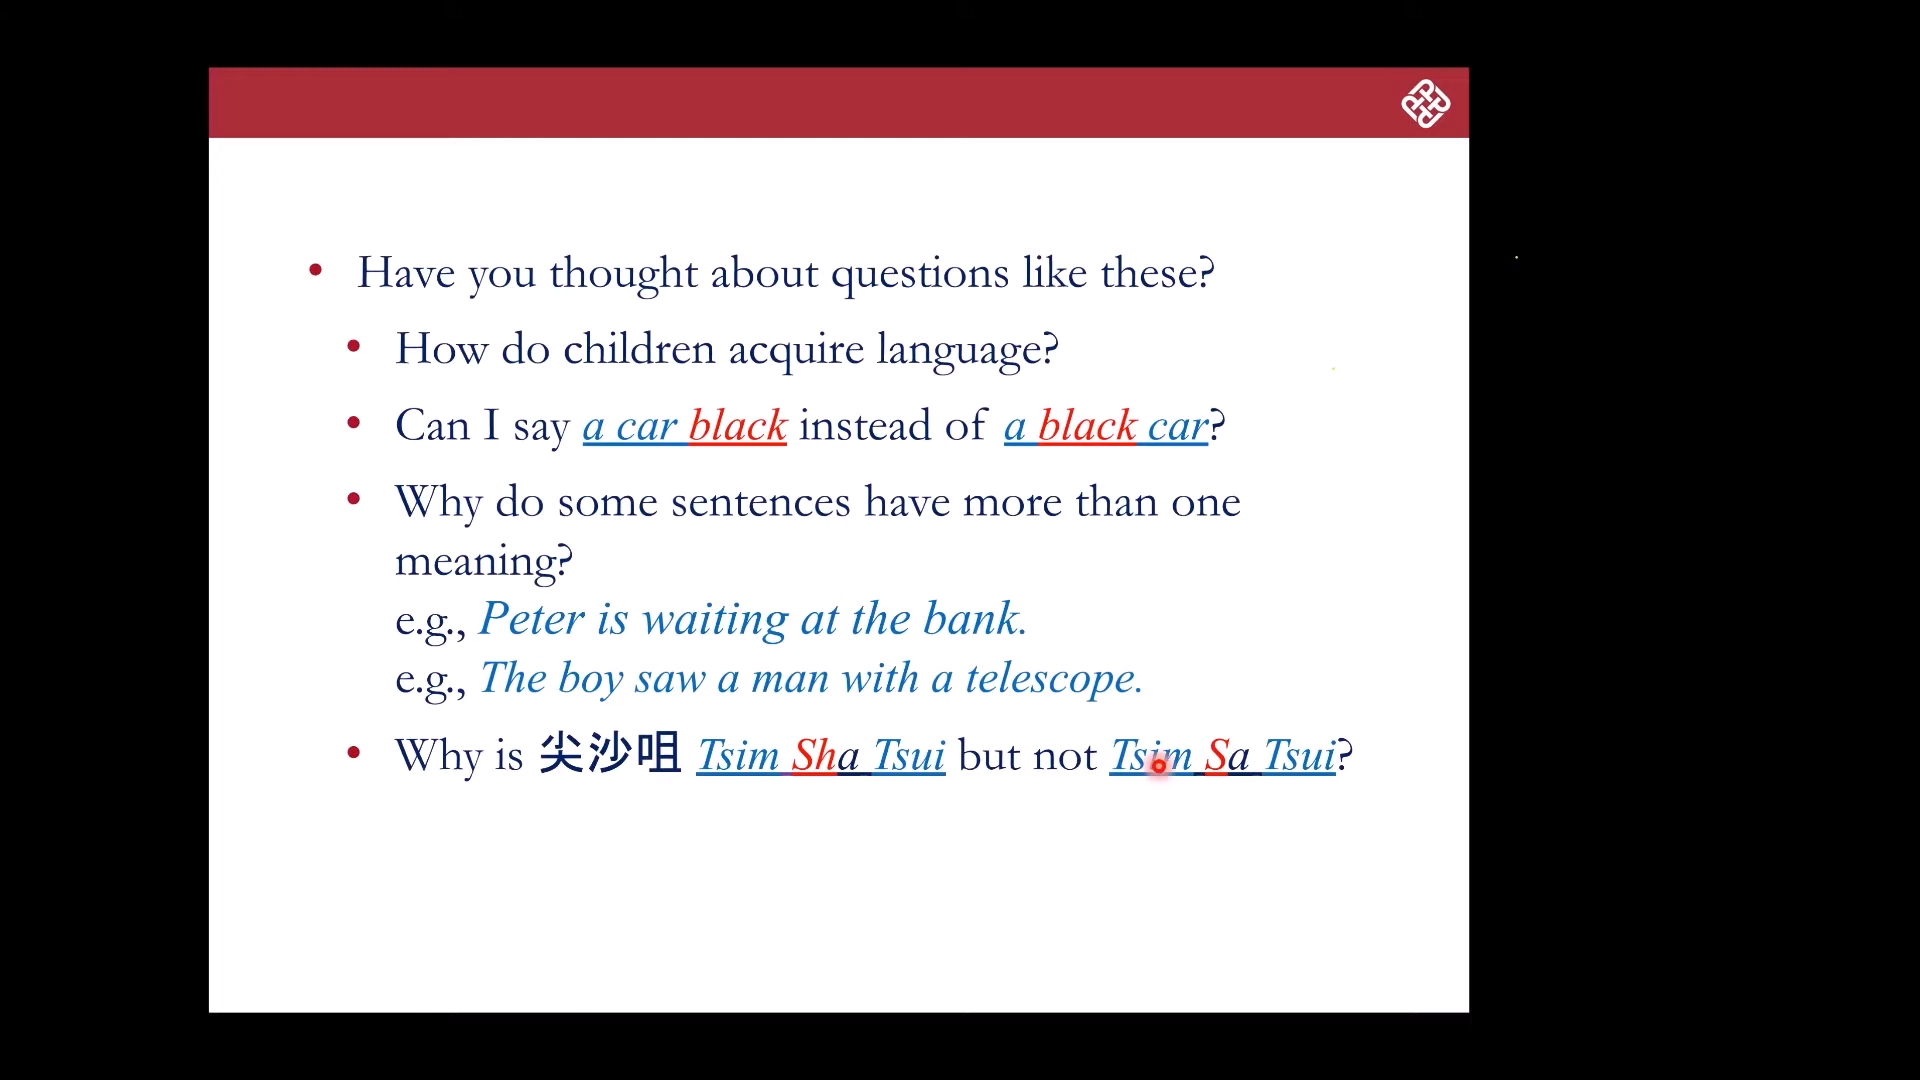 Have you thought about questions like these?
How do children acquire language?
Can I say a car black instead of a black car?
Why do some sentences have more than one
meaning?
e.g., Peter is waiting at the bank.
e.g., The boy saw a man with a telescope.
Why is 尖沙咀 Tsim Sha Tsui but not Tsim Sa Tsui?